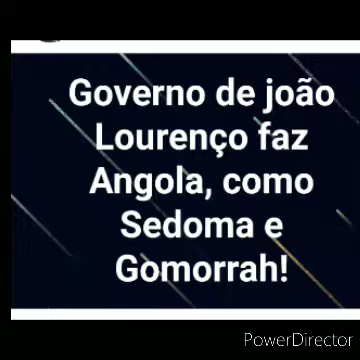 Governo de joão
Lourenço faz
Angola, como
Sedoma e
Gomorrah!
PowerDirector